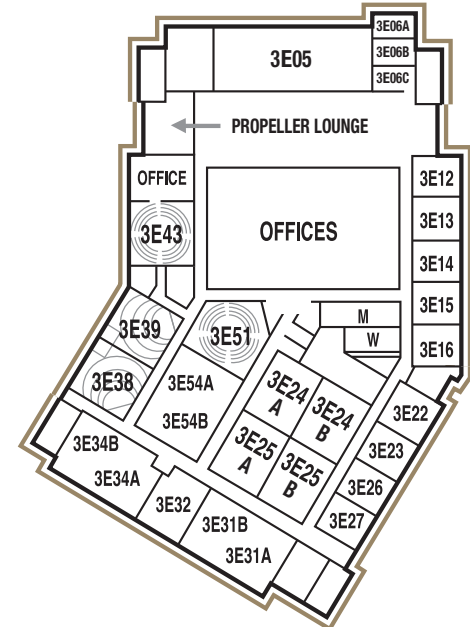 3E06A
3E05
3E06B
3E06C
PROPELLER LOUNGE
OFFICE
3E12
3E43
OFFICES
3E13
3E14
3E15
M
3E39
3E51
W
3E16
3E38
3E54A
3E24
A
3E24
B
3E22
3E54B
3E23
3E34B
3E25
A
3E25
B
3E26
3E34A
3E32
3E31B
3E27
3E31A